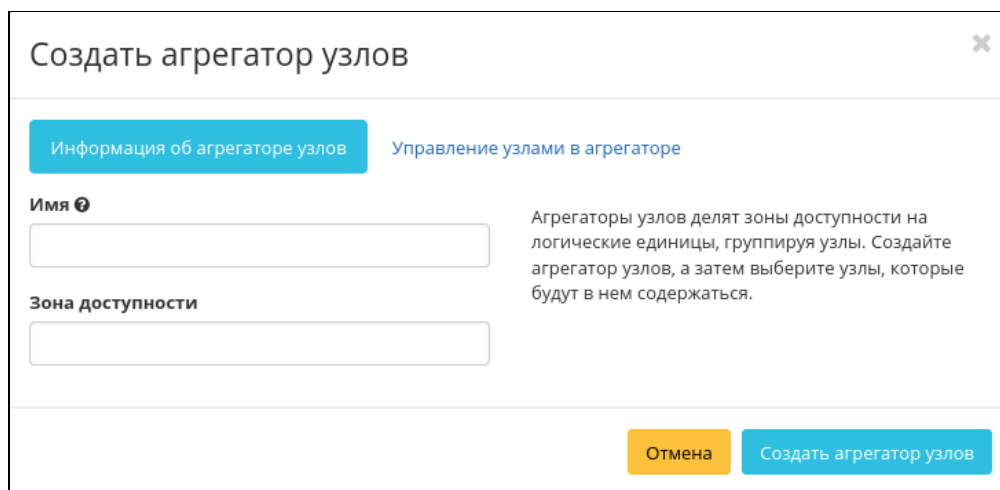 Создать агрегатор узлов
Информация об агрегаторе узлов
Управление узлами в агрегаторе
Имя
Агрегаторы узлов делят зоны доступности на
логические единицы, группируя узлы. Создайте
агрегатор узлов, а затем выберите узлы, которые
будут в нем содержаться.
Зона доступности
Отмена
Создать агрегатор узлов